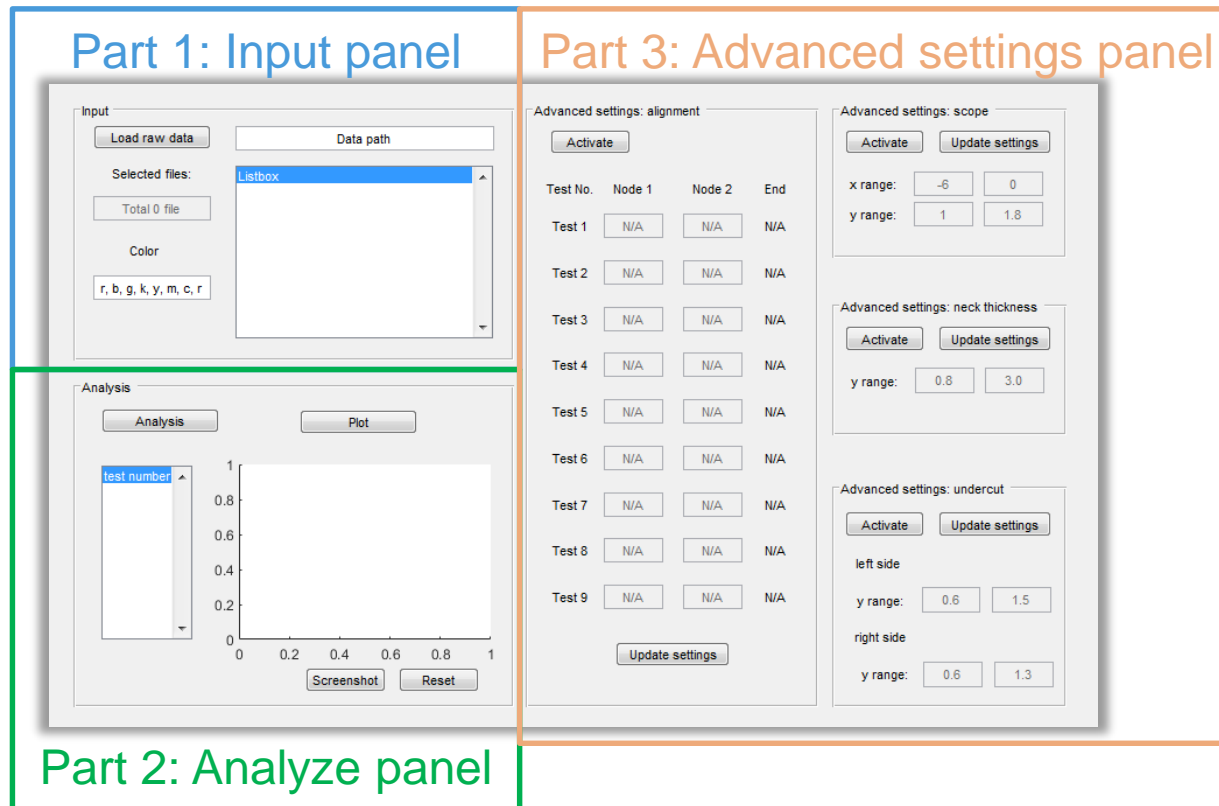 Part 1: Input panel
Part 3: Advanced settings panel
Input
Load raw data
Data path
Selected files:
Listbox
Total 0 file
Color
r, b, g, k, y, m, c, r
Analysis
Analysis
Plot
test number
1
0.8
0.6
0.4
0.2
0
0 0.2 0.4 0.6 0.8 1
Screenshot Reset
Part 2: Analyze panel
Advanced settings: alignment
Activate
Test No. Node 1 Node 2 End
Test 1 N/A N/A N/A
Test 2 N/A N/A N/A
Test 3 N/A N/A N/A
Test 4 N/A N/A N/A
Test 5 N/A N/A N/A
Test 6 N/A N/A N/A
Test 7 N/A N/A N/A
Test 8 N/A N/A N/A
Test 9 N/A N/A N/A
Update settings
Advanced settings: scope
Activate Update settings
x range: -6 0
y range: 1 1.8
Advanced settings: neck thickness
Activate Update settings
y range: 0.8 3.0
Advanced settings: undercut
Activate Update settings
left side
y range: 0.6 1.5
right side
y range: 0.6 1.3